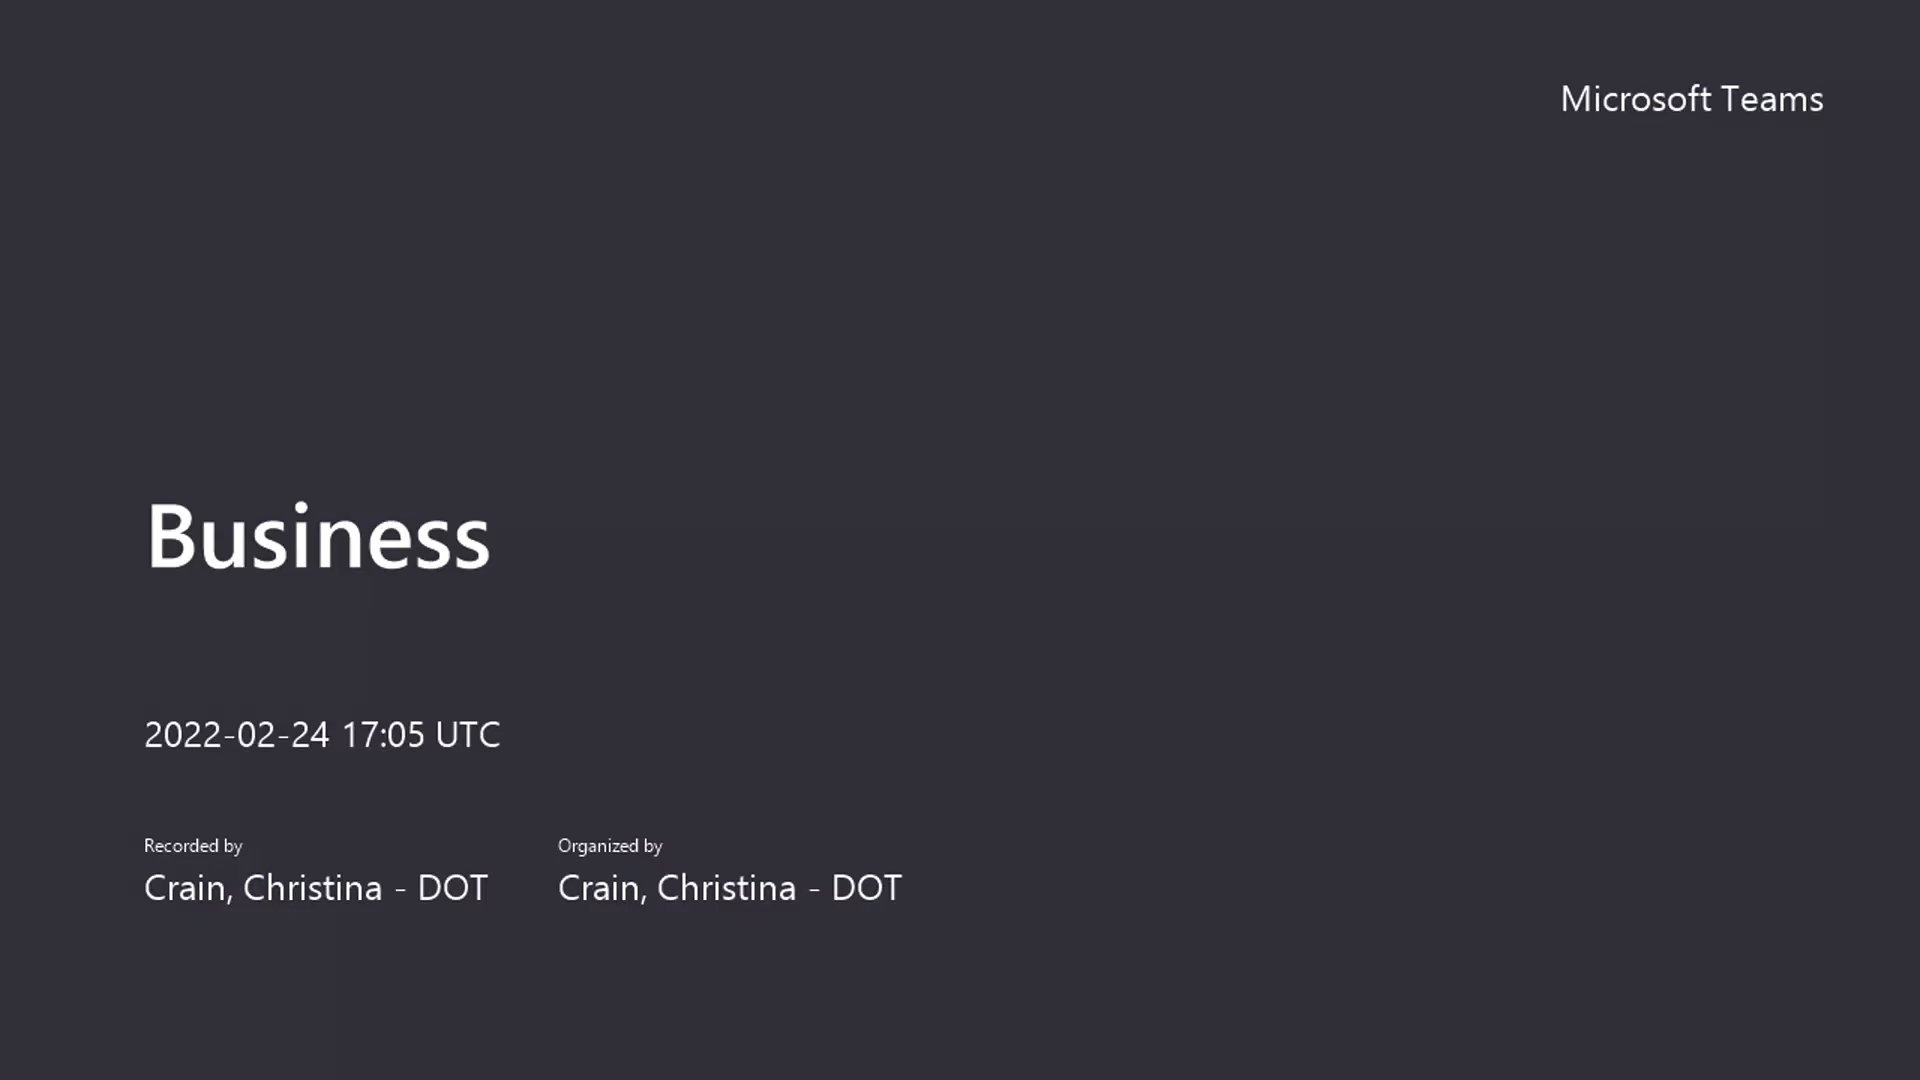 Microsoft Teams
Business
2022-02-24 17:05 UTC
Recorded by
Crain, Christina - DOT
Organized by
Crain, Christina - DOT